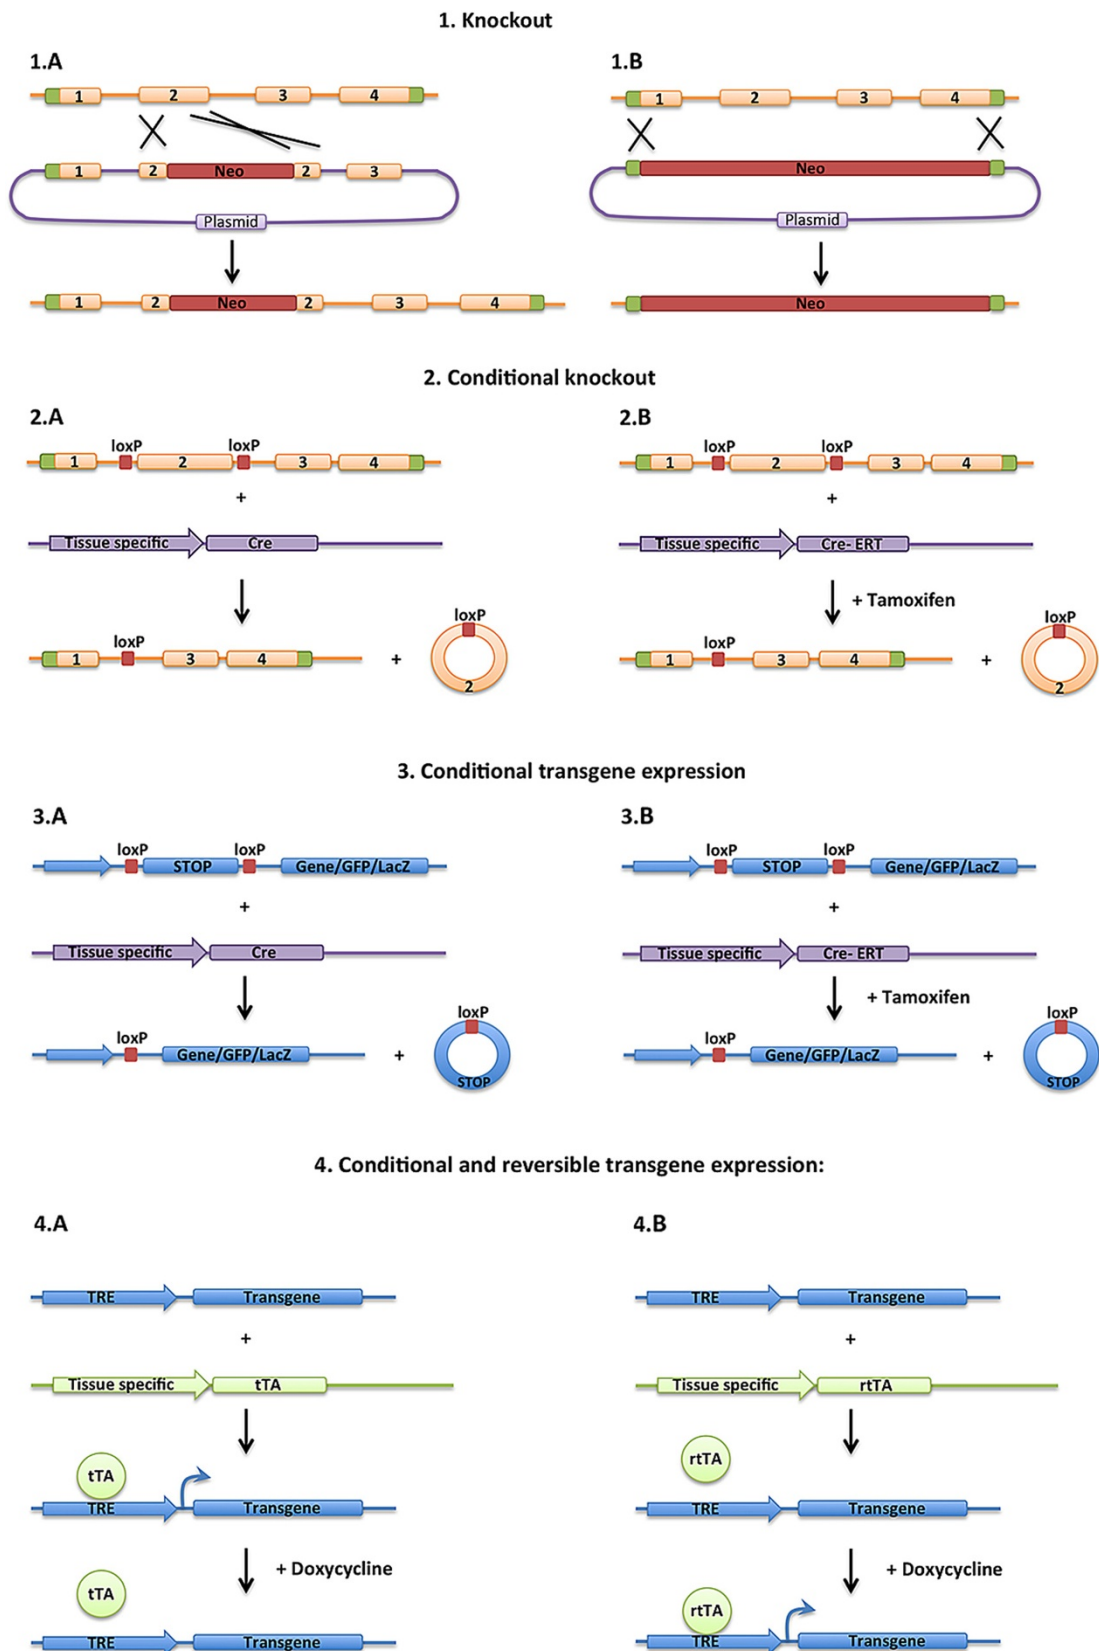 1. Knockout
1.A
1 2 3 4
1 2 Neo 2 3
Plasmid
1 2 Neo 2 3 4
1.B
1 2 3 4
Neo
Plasmid
Neo
2. Conditional knockout
2.A
loxP loxP
1 2 3 4
+
Tissue specific Cre
loxP
1 3 4 +
loxP
2
2.B
loxP loxP
1 2 3 4
+
Tissue specific Cre- ERT
+ Tamoxifen
loxP
1 3 4 +
loxP
2
3. Conditional transgene expression
3.A
loxP loxP
STOP Gene/GFP/LacZ
+
Tissue specific Cre
loxP
Gene/GFP/LacZ +
loxP
STOP
3.B
loxP loxP
STOP Gene/GFP/LacZ
+
Tissue specific Cre- ERT
+ Tamoxifen
loxP
Gene/GFP/LacZ +
loxP
STOP
4. Conditional and reversible transgene expression:
4.A
TRE Transgene
+
Tissue specific tTA
tTA
TRE Transgene
+ Doxycycline
tTA
TRE Transgene
4.B
TRE Transgene
+
Tissue specific rtTA
rtTA
TRE Transgene
+ Doxycycline
rtTA
TRE Transgene